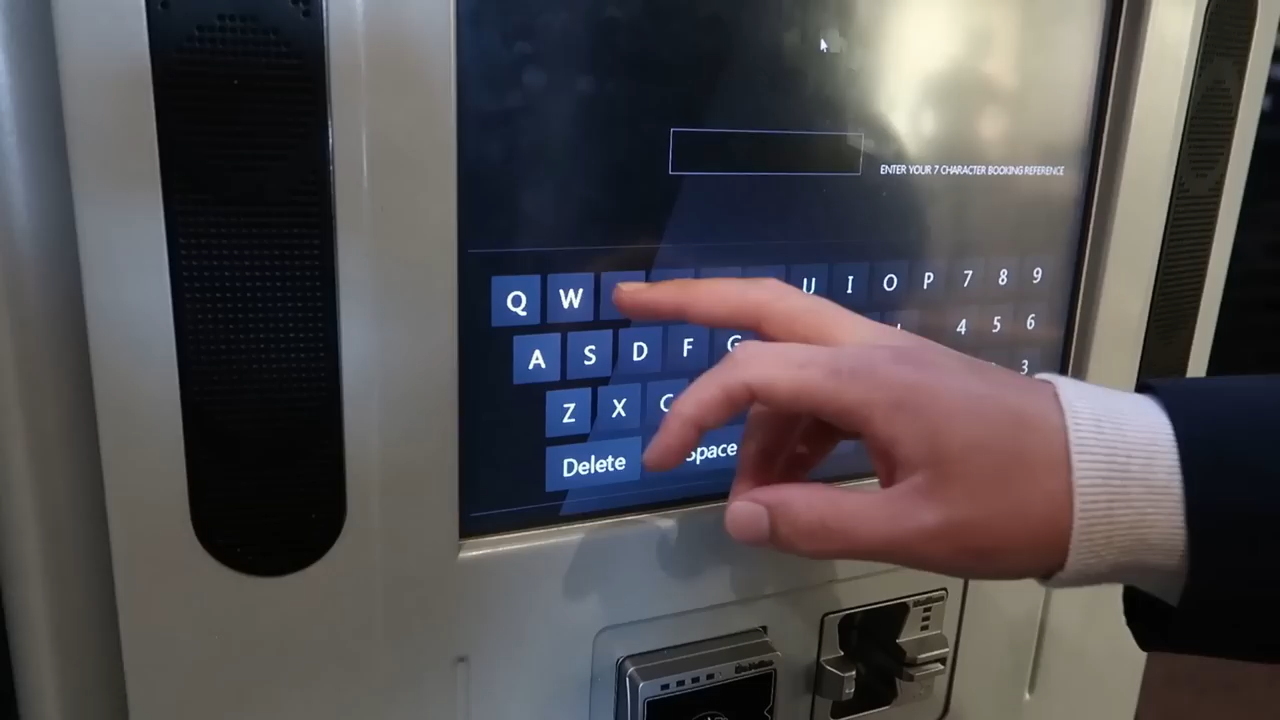 ENTER YOUR 7 CHARACTER BOOKING REFERENCE
Q W U I O P 7 8 9
A S D F G 4 5 6
Z X C 3
Delete Space